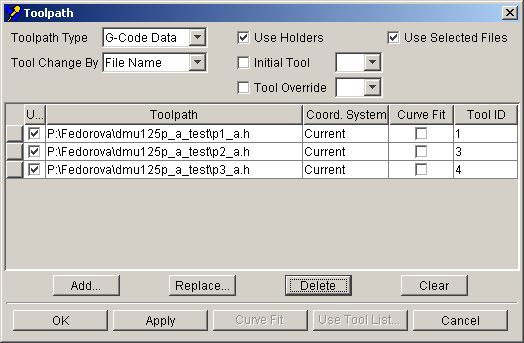 Toolpath
Toolpath Type G-Code Data Use Holders Use Selected Files
Tool Change By File Name Initial Tool
Tool Override
U... Toolpath Coord. System Curve Fit Tool ID
P:\Fedorova\dmu125p_a_test\p1_a.h Current 1
P:\Fedorova\dmu125p_a_test\p2_a.h Current 3
P:\Fedorova\dmu125p_a_test\p3_a.h Current 4
Add... Replace... Delete Clear
OK Apply Curve Fit Use Tool List... Cancel